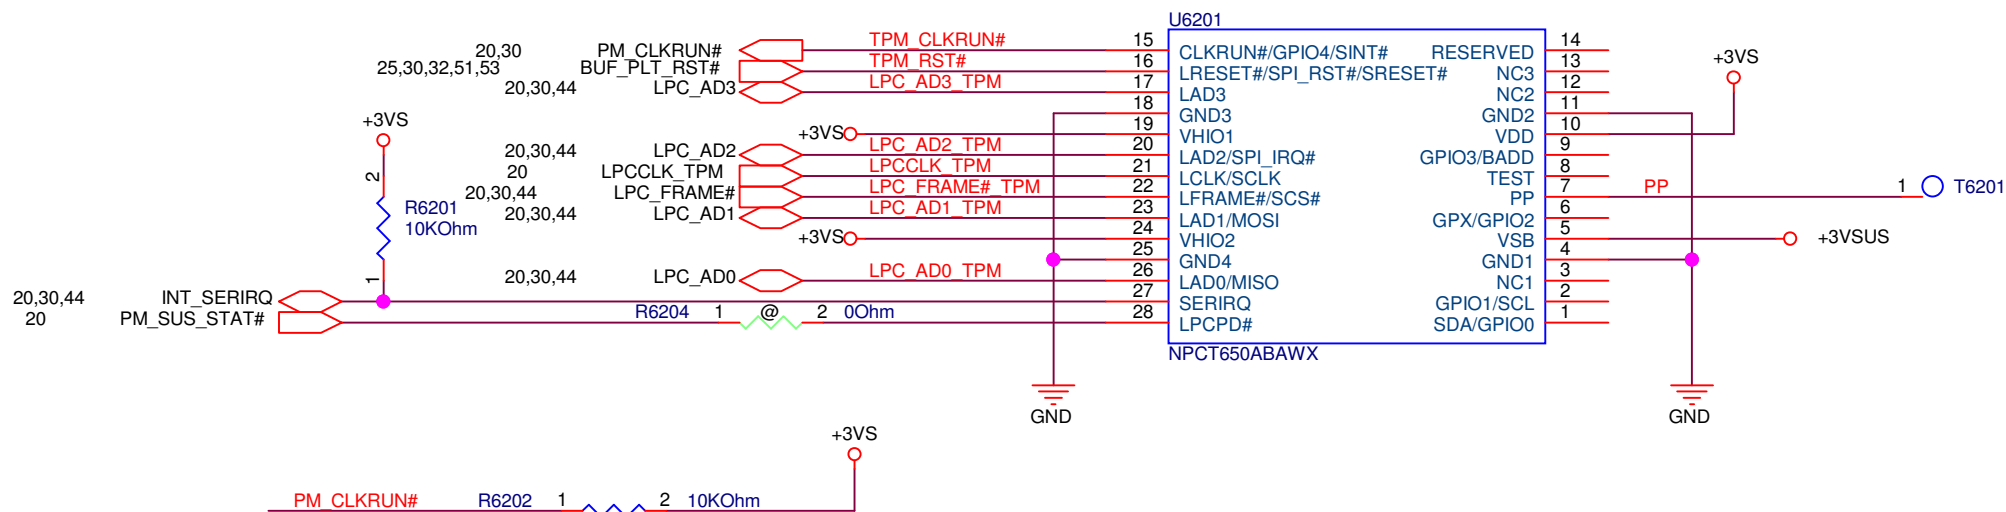 U6201
20,30 PM_CLKRUN# TPM_CLKRUN# 15 CLKRUN#/GPIO4/SINT# RESERVED 14
25,30,32,51,53 BUF_PLT_RST# TPM_RST# 16 LRESET#/SPI_RST#/SRESET# NC3 13 +3VS
20,30,44 LPC_AD3 LPC_AD3_TPM 17 LAD3 NC2 12
18 GND3 GND2 11
+3VS +3VS 19 VHIO1 VDD 10
20,30,44 LPC_AD2 LPC_AD2_TPM 20 LAD2/SPI_IRQ# GPIO3/BADD 9
20 LPCCLK_TPM LPCCLK_TPM 21 LCLK/SCLK TEST 8
2 20,30,44 LPC_FRAME# LPC_FRAME#_TPM 22 LFRAME#/SCS# PP 7 PP 1 T6201
R6201 20,30,44 LPC_AD1 LPC_AD1_TPM 23 LAD1/MOSI GPX/GPIO2 6
10KOhm +3VS 24 VHIO2 VSB 5 +3VSUS
25 GND4 GND1 4
1 20,30,44 LPC_AD0 LPC_AD0_TPM 26 LAD0/MISO NC1 3
20,30,44 INT_SERIRQ 27 SERIRQ GPIO1/SCL 2
20 PM_SUS_STAT# R6204 1 @ 2 0Ohm 28 LPCPD# SDA/GPIO0 1
NPCT650ABAWX
GND GND
+3VS
PM_CLKRUN# R6202 1 2 10KOhm